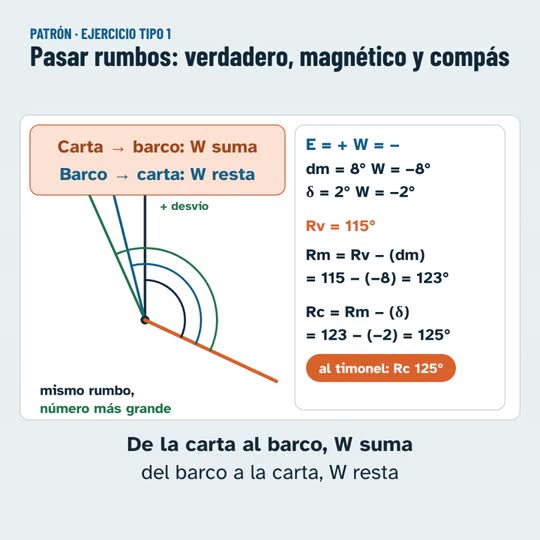 PATRÓN · EJERCICIO TIPO 1
Pasar rumbos: verdadero, magnético y compás
Carta → barco: W suma
Barco → carta: W resta
+ desvío
mismo rumbo,
número más grande
E = + W = −
dm = 8° W = −8°
δ = 2° W = −2°
Rv = 115°
Rm = Rv − (dm)
= 115 − (−8) = 123°
Rc = Rm − (δ)
= 123 − (−2) = 125°
al timonel: Rc 125°
De la carta al barco, W suma
del barco a la carta, W resta